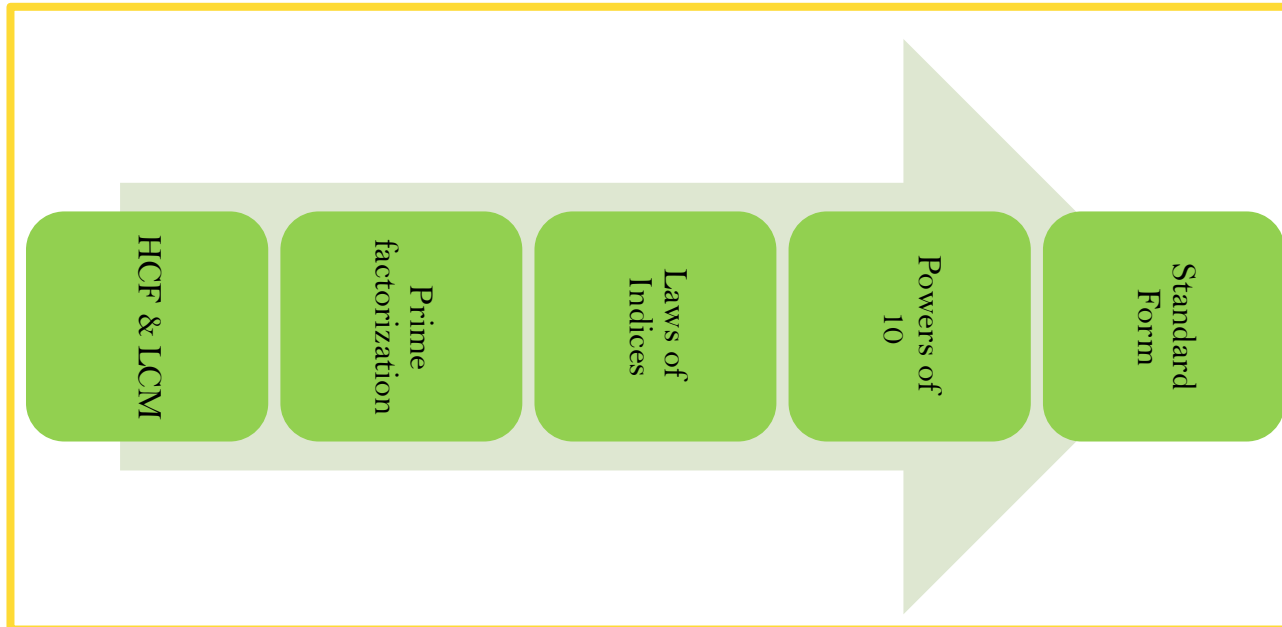 HCF & LCM
Prime
factorization
Laws of
Indices
Powers of
10
Standard
Form